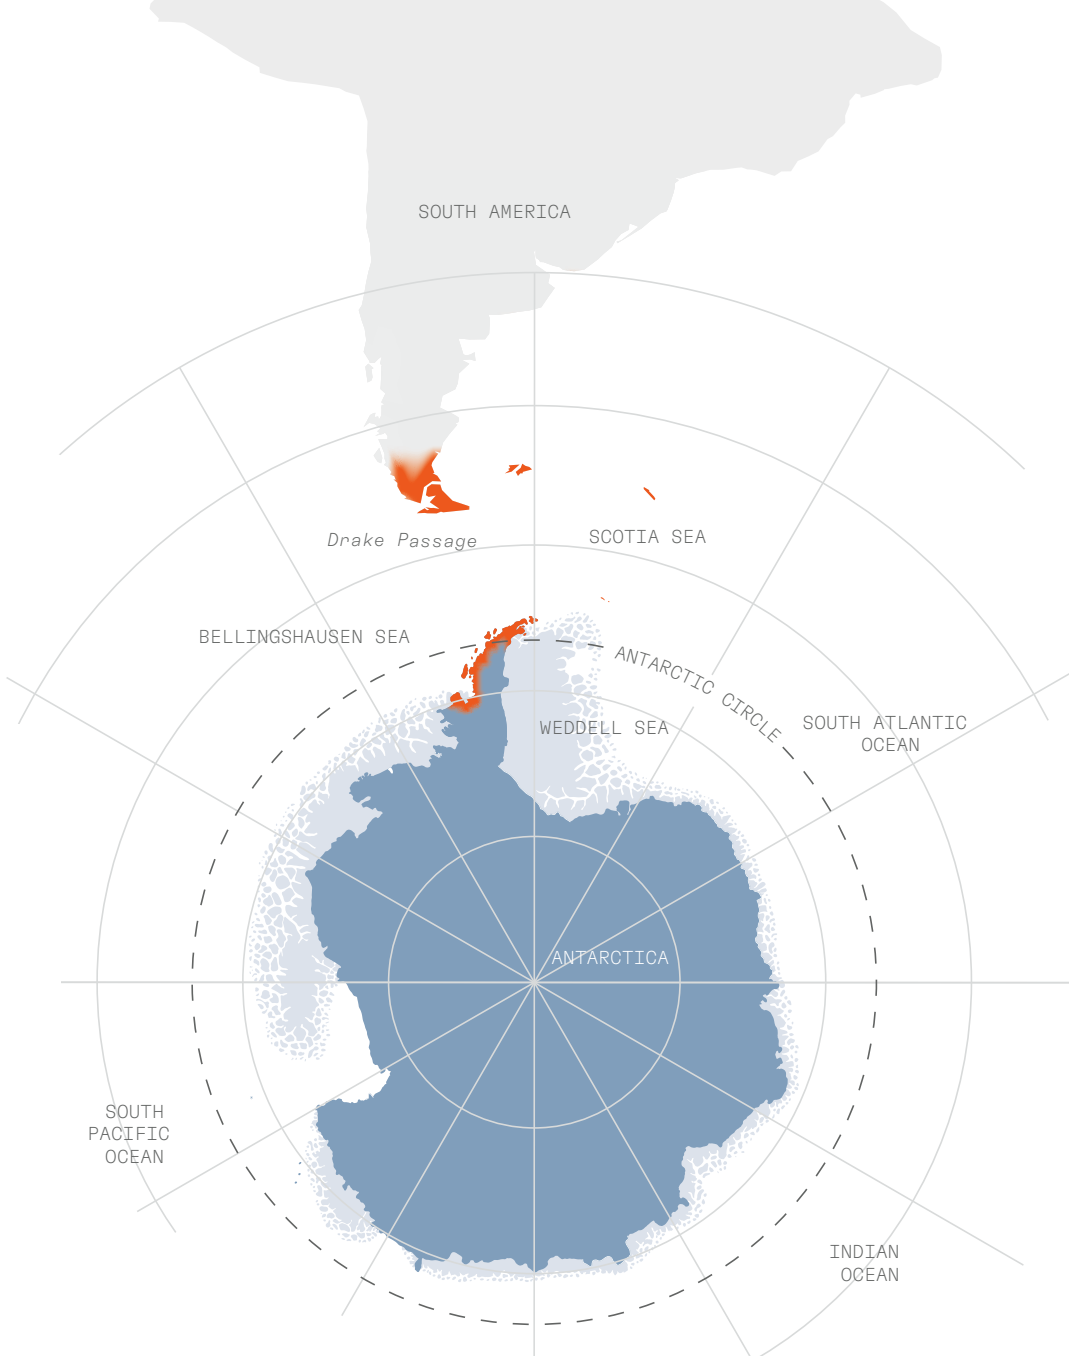 SOUTH AMERICA
Drake Passage
SCOTIA SEA
BELLINGSHAUSEN SEA
ANTARCTIC CIRCLE
WEDDELL SEA
SOUTH ATLANTIC
OCEAN
ANTARCTICA
SOUTH
PACIFIC
OCEAN
INDIAN
OCEAN